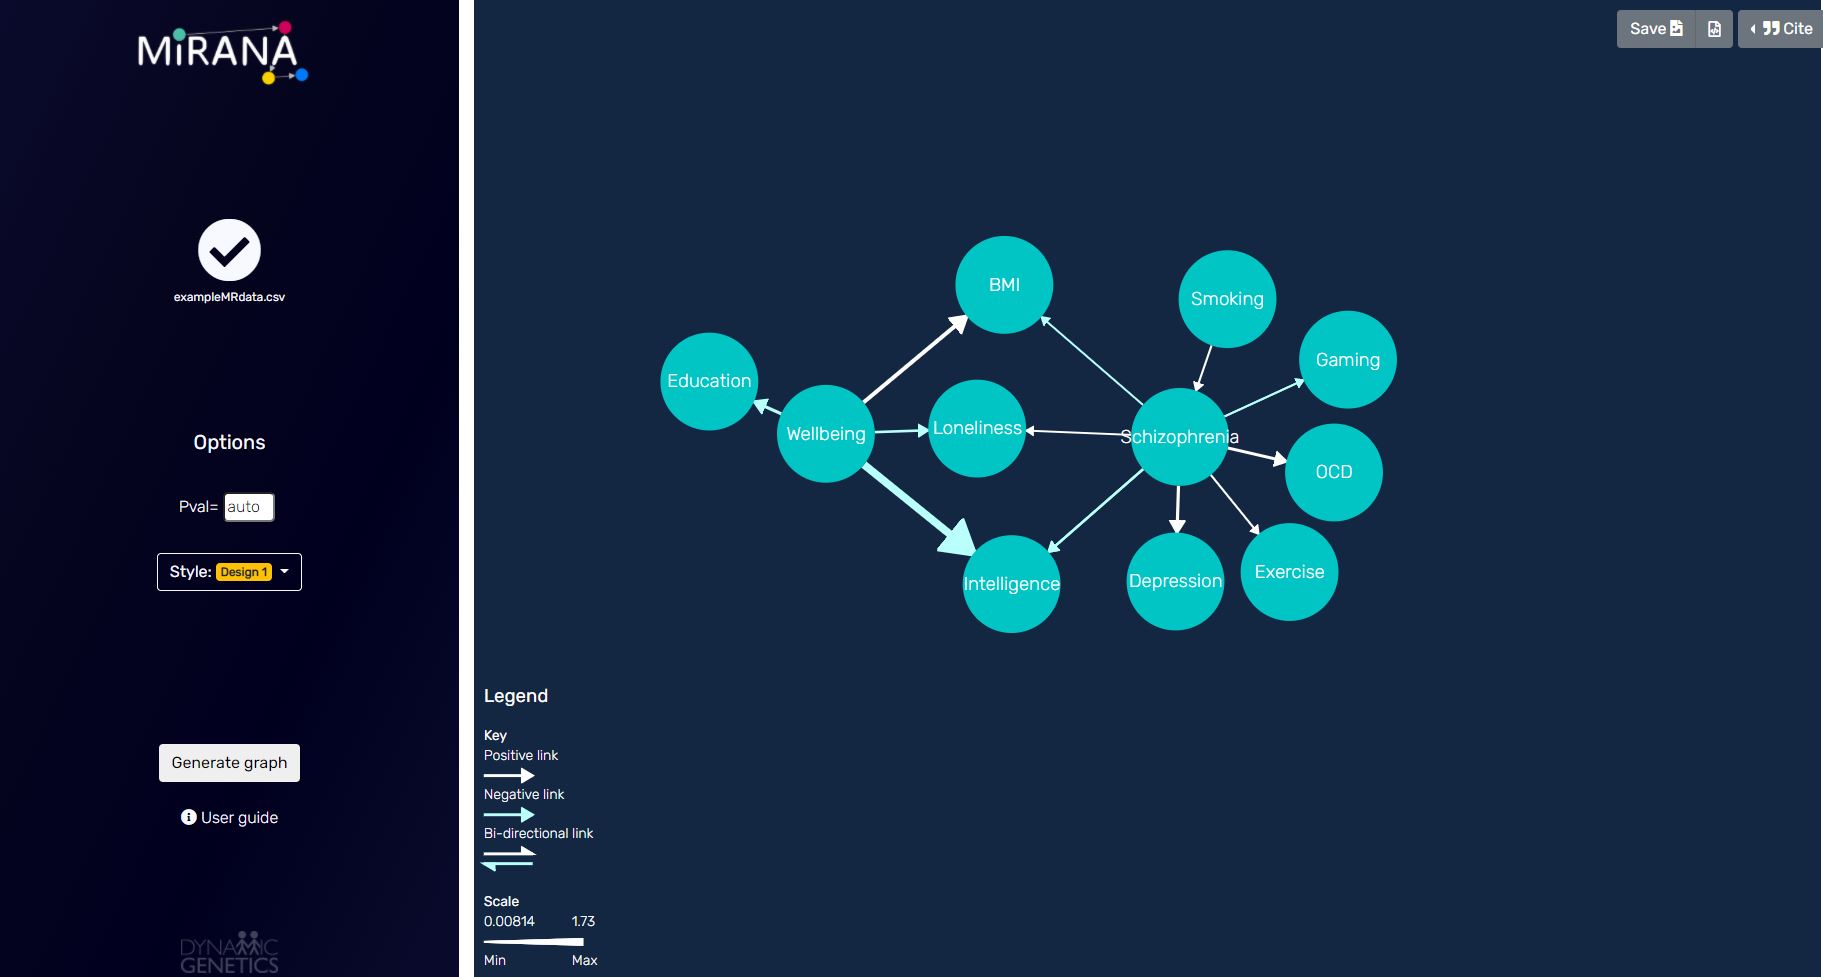 MiRANA
exampleMRdata.csv
Options
Pval= auto
Style: Design 1
Generate graph
User guide
DYNAMIC
GENETICS
Save
Cite
BMI
Smoking
Gaming
Education
Wellbeing
Loneliness
Schizophrenia
OCD
Intelligence
Depression
Exercise
Legend
Key
Positive link
Negative link
Bi-directional link
Scale
0.00814 1.73
Min Max